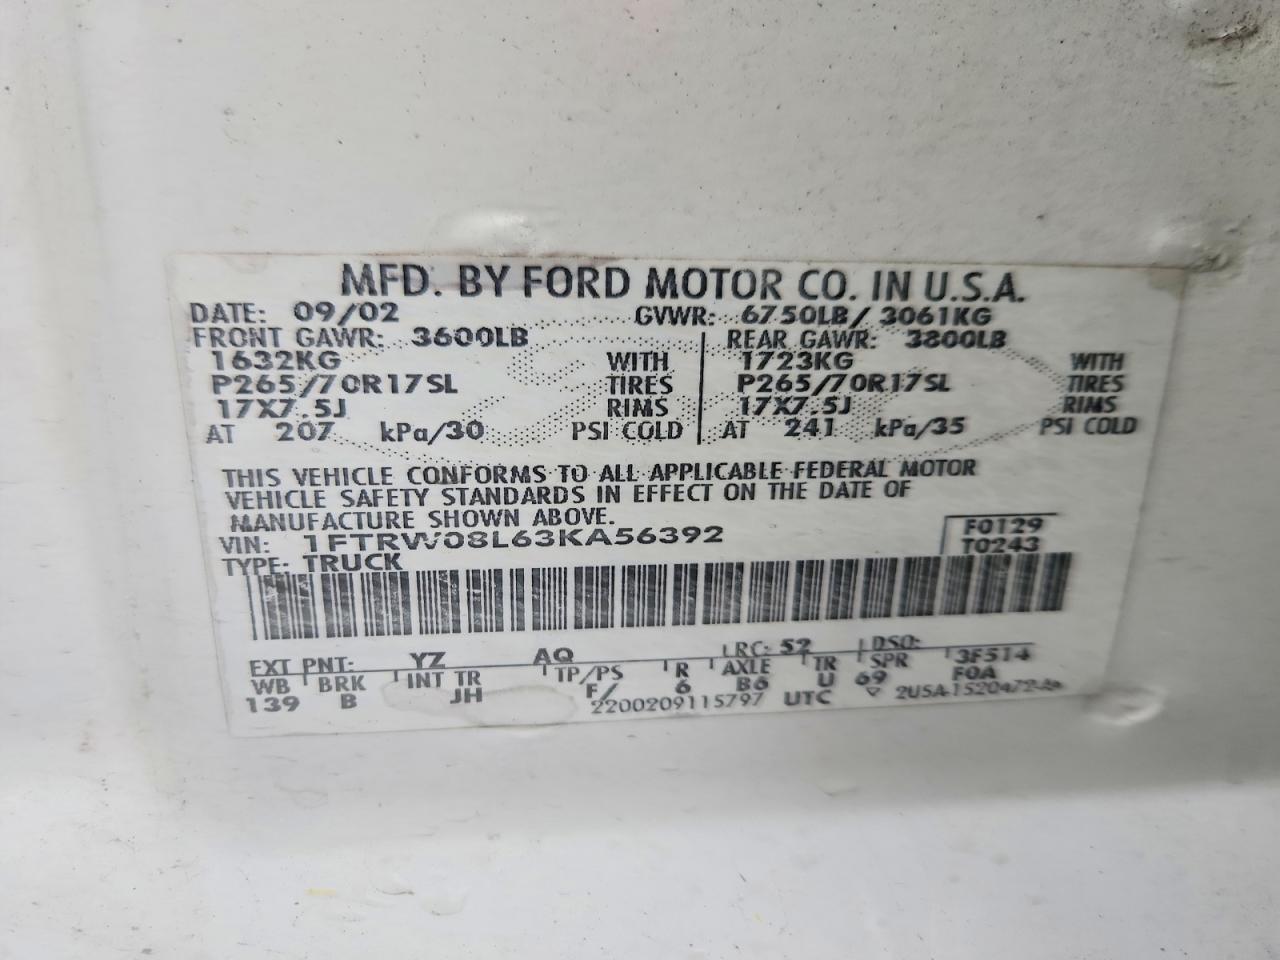 MFD. BY FORD MOTOR CO. IN U.S.A.
DATE: 09/02 GVWR: 6750LB/ 3061KG
FRONT GAWR: 3600LB REAR GAWR: 3800LB
1632KG WITH 1723KG WITH
P265/70R17SL TIRES P265/70R17SL TIRES
17X7.5J RIMS 17X7.5J RIMS
AT 207 kPa/30 PSI COLD AT 241 kPa/35 PSI COLD
THIS VEHICLE CONFORMS TO ALL APPLICABLE FEDERAL MOTOR
VEHICLE SAFETY STANDARDS IN EFFECT ON THE DATE OF
MANUFACTURE SHOWN ABOVE.
VIN: 1FTRW08L63KA56392 F0129
TYPE: TRUCK T0243
EXT PNT: YZ AQ LRC: 52 DSO:
WB BRK INT TR TP/PS R AXLE TR SPR 3F514
139 B JH F/ 6 B6 U 69 F0A
2200209115797 UTC